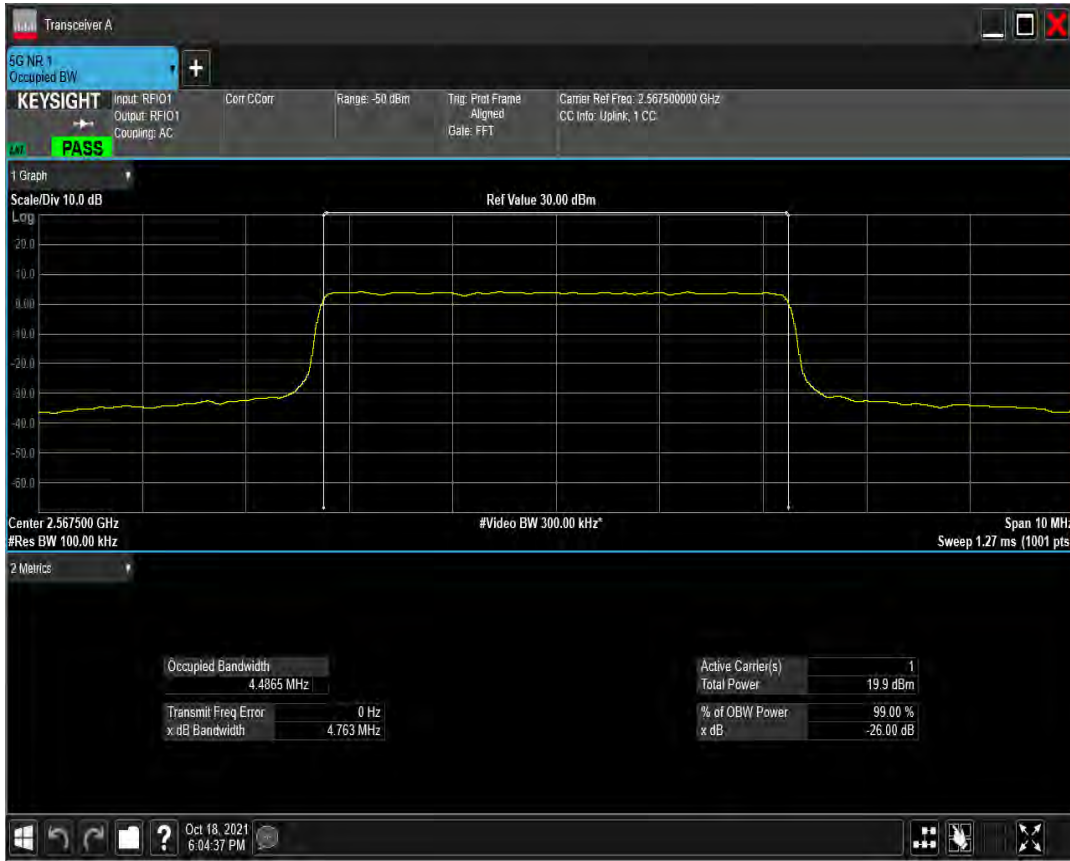 Transceiver A
5G NR 1
Occupied BW
+
KEYSIGHT
Input: RFIO1
Output: RFIO1
Coupling: AC
Corr CCorr
Range: -50 dBm
Trig: Prot Frame
Aligned
Gate: FFT
Carrier Ref Freq: 2.567500000 GHz
CC Info: Uplink, 1 CC
PASS
1 Graph
Scale/Div 10.0 dB
Ref Value 30.00 dBm
Log
20.0
10.0
0.00
-10.0
-20.0
-30.0
-40.0
-50.0
-60.0
Center 2.567500 GHz
#Video BW 300.00 kHz*
Span 10 MHz
#Res BW 100.00 kHz
Sweep 1.27 ms (1001 pts
2 Metrics
Occupied Bandwidth
4.4865 MHz
Transmit Freq Error 0 Hz
x dB Bandwidth 4.763 MHz
Active Carrier(s) 1
Total Power 19.9 dBm
% of OBW Power 99.00 %
x dB -26.00 dB
?
Oct 18, 2021
6:04:37 PM